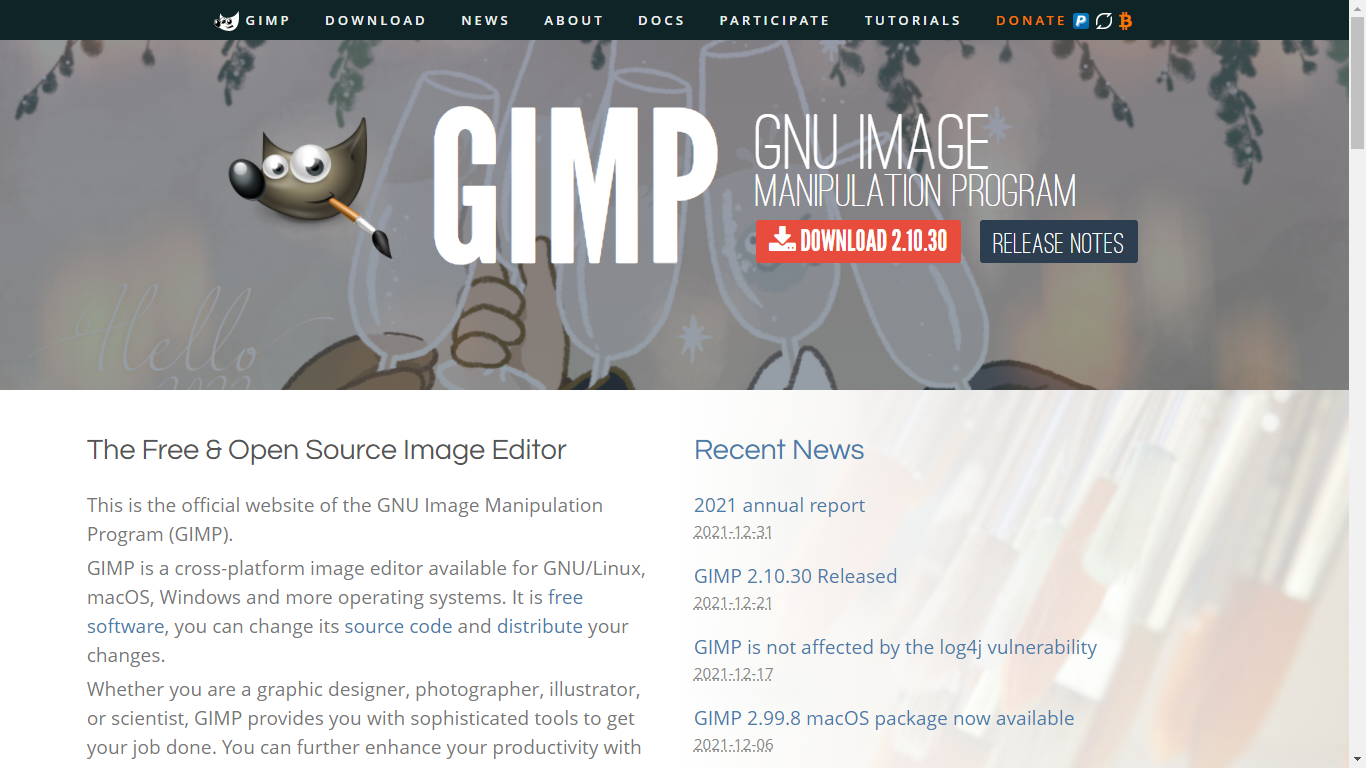 GIMP DOWNLOAD NEWS ABOUT DOCS PARTICIPATE TUTORIALS DONATE
GIMP
GNU IMAGE
MANIPULATION PROGRAM
DOWNLOAD 2.10.30
RELEASE NOTES
Hello
2022
The Free & Open Source Image Editor
This is the official website of the GNU Image Manipulation
Program (GIMP).
GIMP is a cross-platform image editor available for GNU/Linux,
macOS, Windows and more operating systems. It is free
software, you can change its source code and distribute your
changes.
Whether you are a graphic designer, photographer, illustrator,
or scientist, GIMP provides you with sophisticated tools to get
your job done. You can further enhance your productivity with
Recent News
2021 annual report
2021-12-31
GIMP 2.10.30 Released
2021-12-21
GIMP is not affected by the log4j vulnerability
2021-12-17
GIMP 2.99.8 macOS package now available
2021-12-06